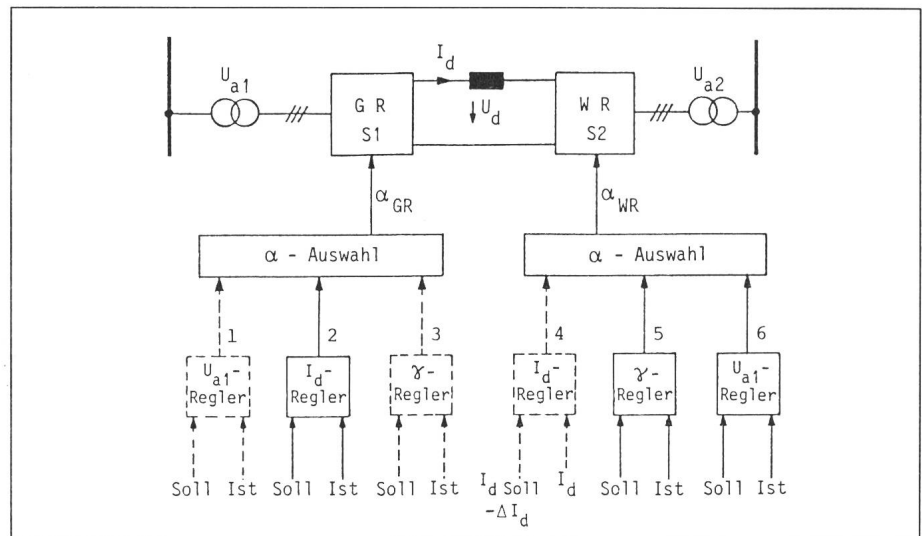 U_a1
I_d
U_a2
G R
S1
U_d
W R
S2
α_GR
α_WR
α - Auswahl
α - Auswahl
1
2
3
4
5
6
U_a1-
Regler
I_d-
Regler
γ-
Regler
I_d-
Regler
γ-
Regler
U_a1-
Regler
Soll Ist
Soll Ist
Soll Ist
I_d Soll I_d
-ΔI_d
Soll Ist
Soll Ist